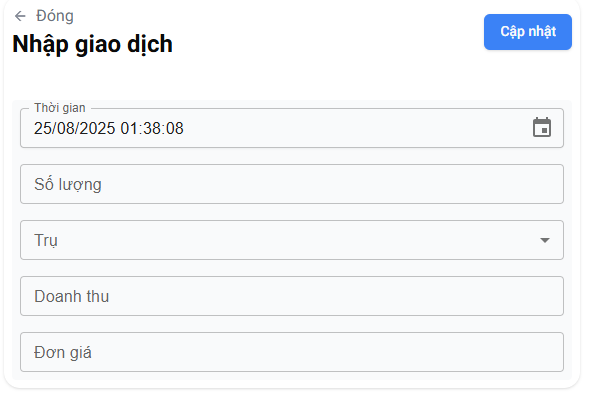 Đóng
Nhập giao dịch
Cập nhật
Thời gian
25/08/2025 01:38:08
Số lượng
Trụ
Doanh thu
Đơn giá